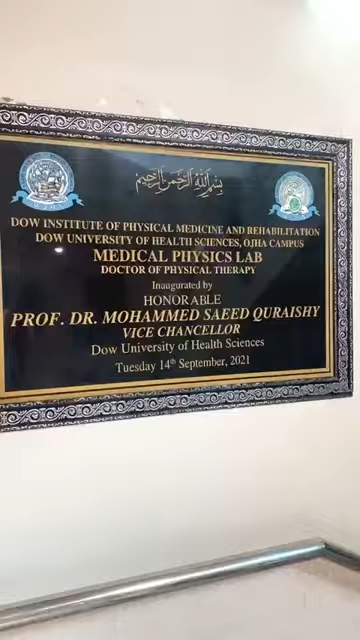 بسم الله الرحمن الرحيم
DOW INSTITUTE OF PHYSICAL MEDICINE AND REHABILITATION
DOW UNIVERSITY OF HEALTH SCIENCES, OJHA CAMPUS
MEDICAL PHYSICS LAB
DOCTOR OF PHYSICAL THERAPY
Inaugurated by
HONORABLE
PROF. DR. MOHAMMED SAEED QURAISHY
VICE CHANCELLOR
Dow University of Health Sciences
Tuesday 14th September, 2021